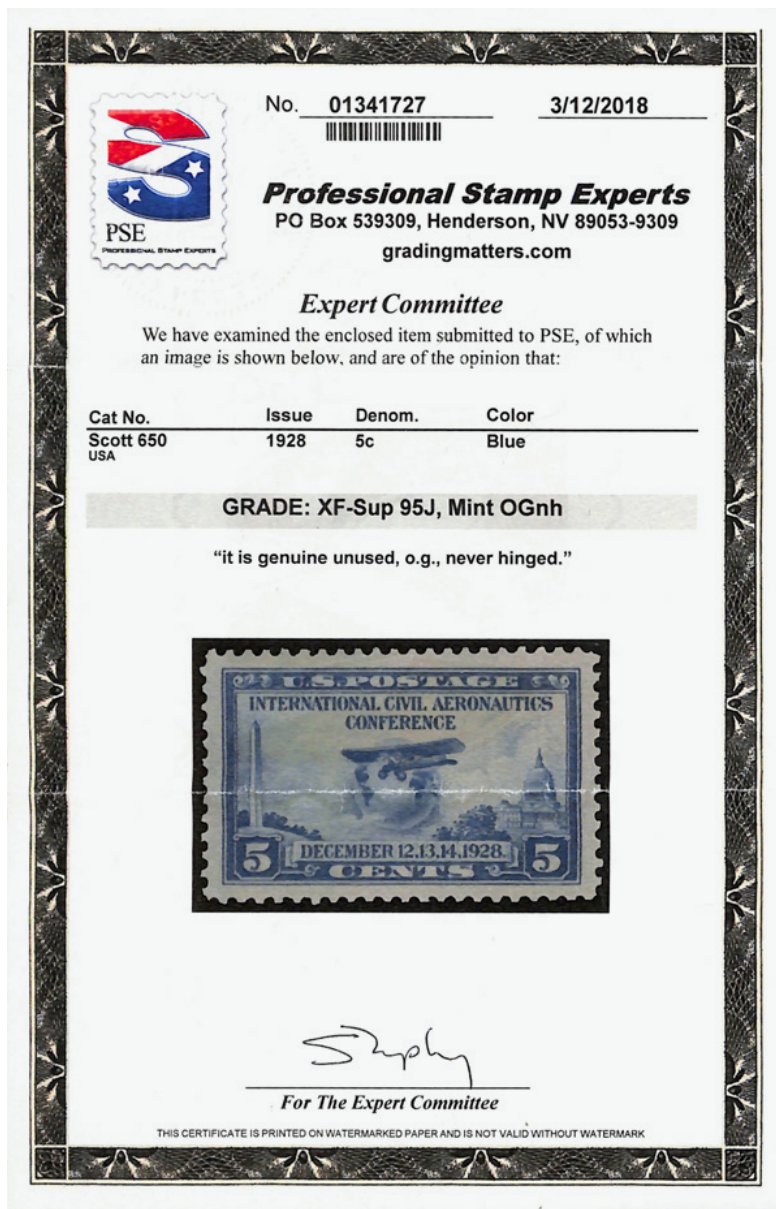 No. 01341727 3/12/2018
PSE
PROFESSIONAL STAMP EXPERTS
Professional Stamp Experts
PO Box 539309, Henderson, NV 89053-9309
gradingmatters.com
Expert Committee
We have examined the enclosed item submitted to PSE, of which
an image is shown below, and are of the opinion that:
Cat No. Issue Denom. Color
Scott 650 1928 5c Blue
USA
GRADE: XF-Sup 95J, Mint OGnh
“it is genuine unused, o.g., never hinged.”
U.S. POSTAGE
INTERNATIONAL CIVIL AERONAUTICS
CONFERENCE
5 DECEMBER 12,13,14,1928. 5
CENTS
For The Expert Committee
THIS CERTIFICATE IS PRINTED ON WATERMARKED PAPER AND IS NOT VALID WITHOUT WATERMARK